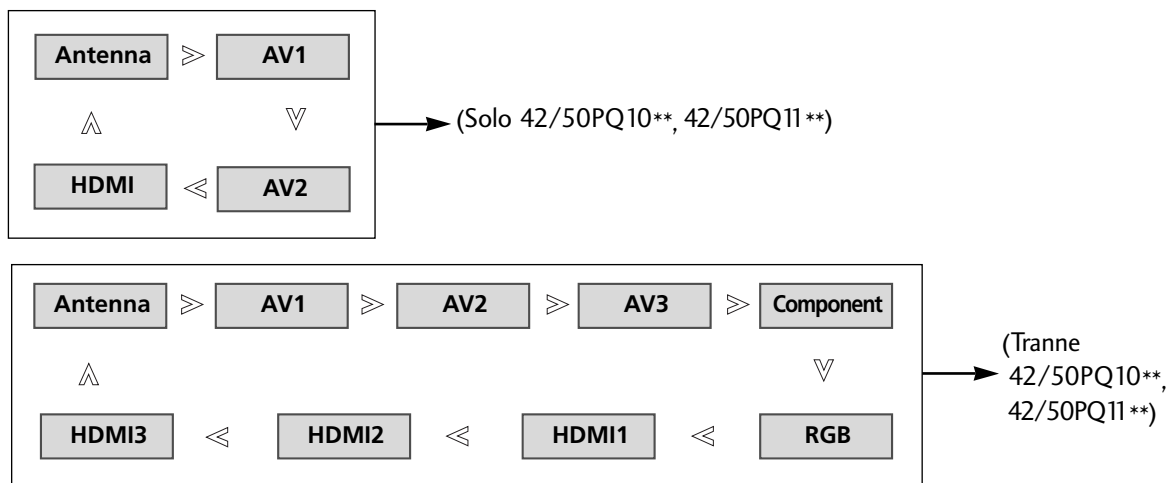 Antenna AV1
(Solo 42/50PQ10**, 42/50PQ11**)
HDMI AV2
Antenna AV1 AV2 AV3 Component
(Tranne
42/50PQ10**,
42/50PQ11**)
HDMI3 HDMI2 HDMI1 RGB